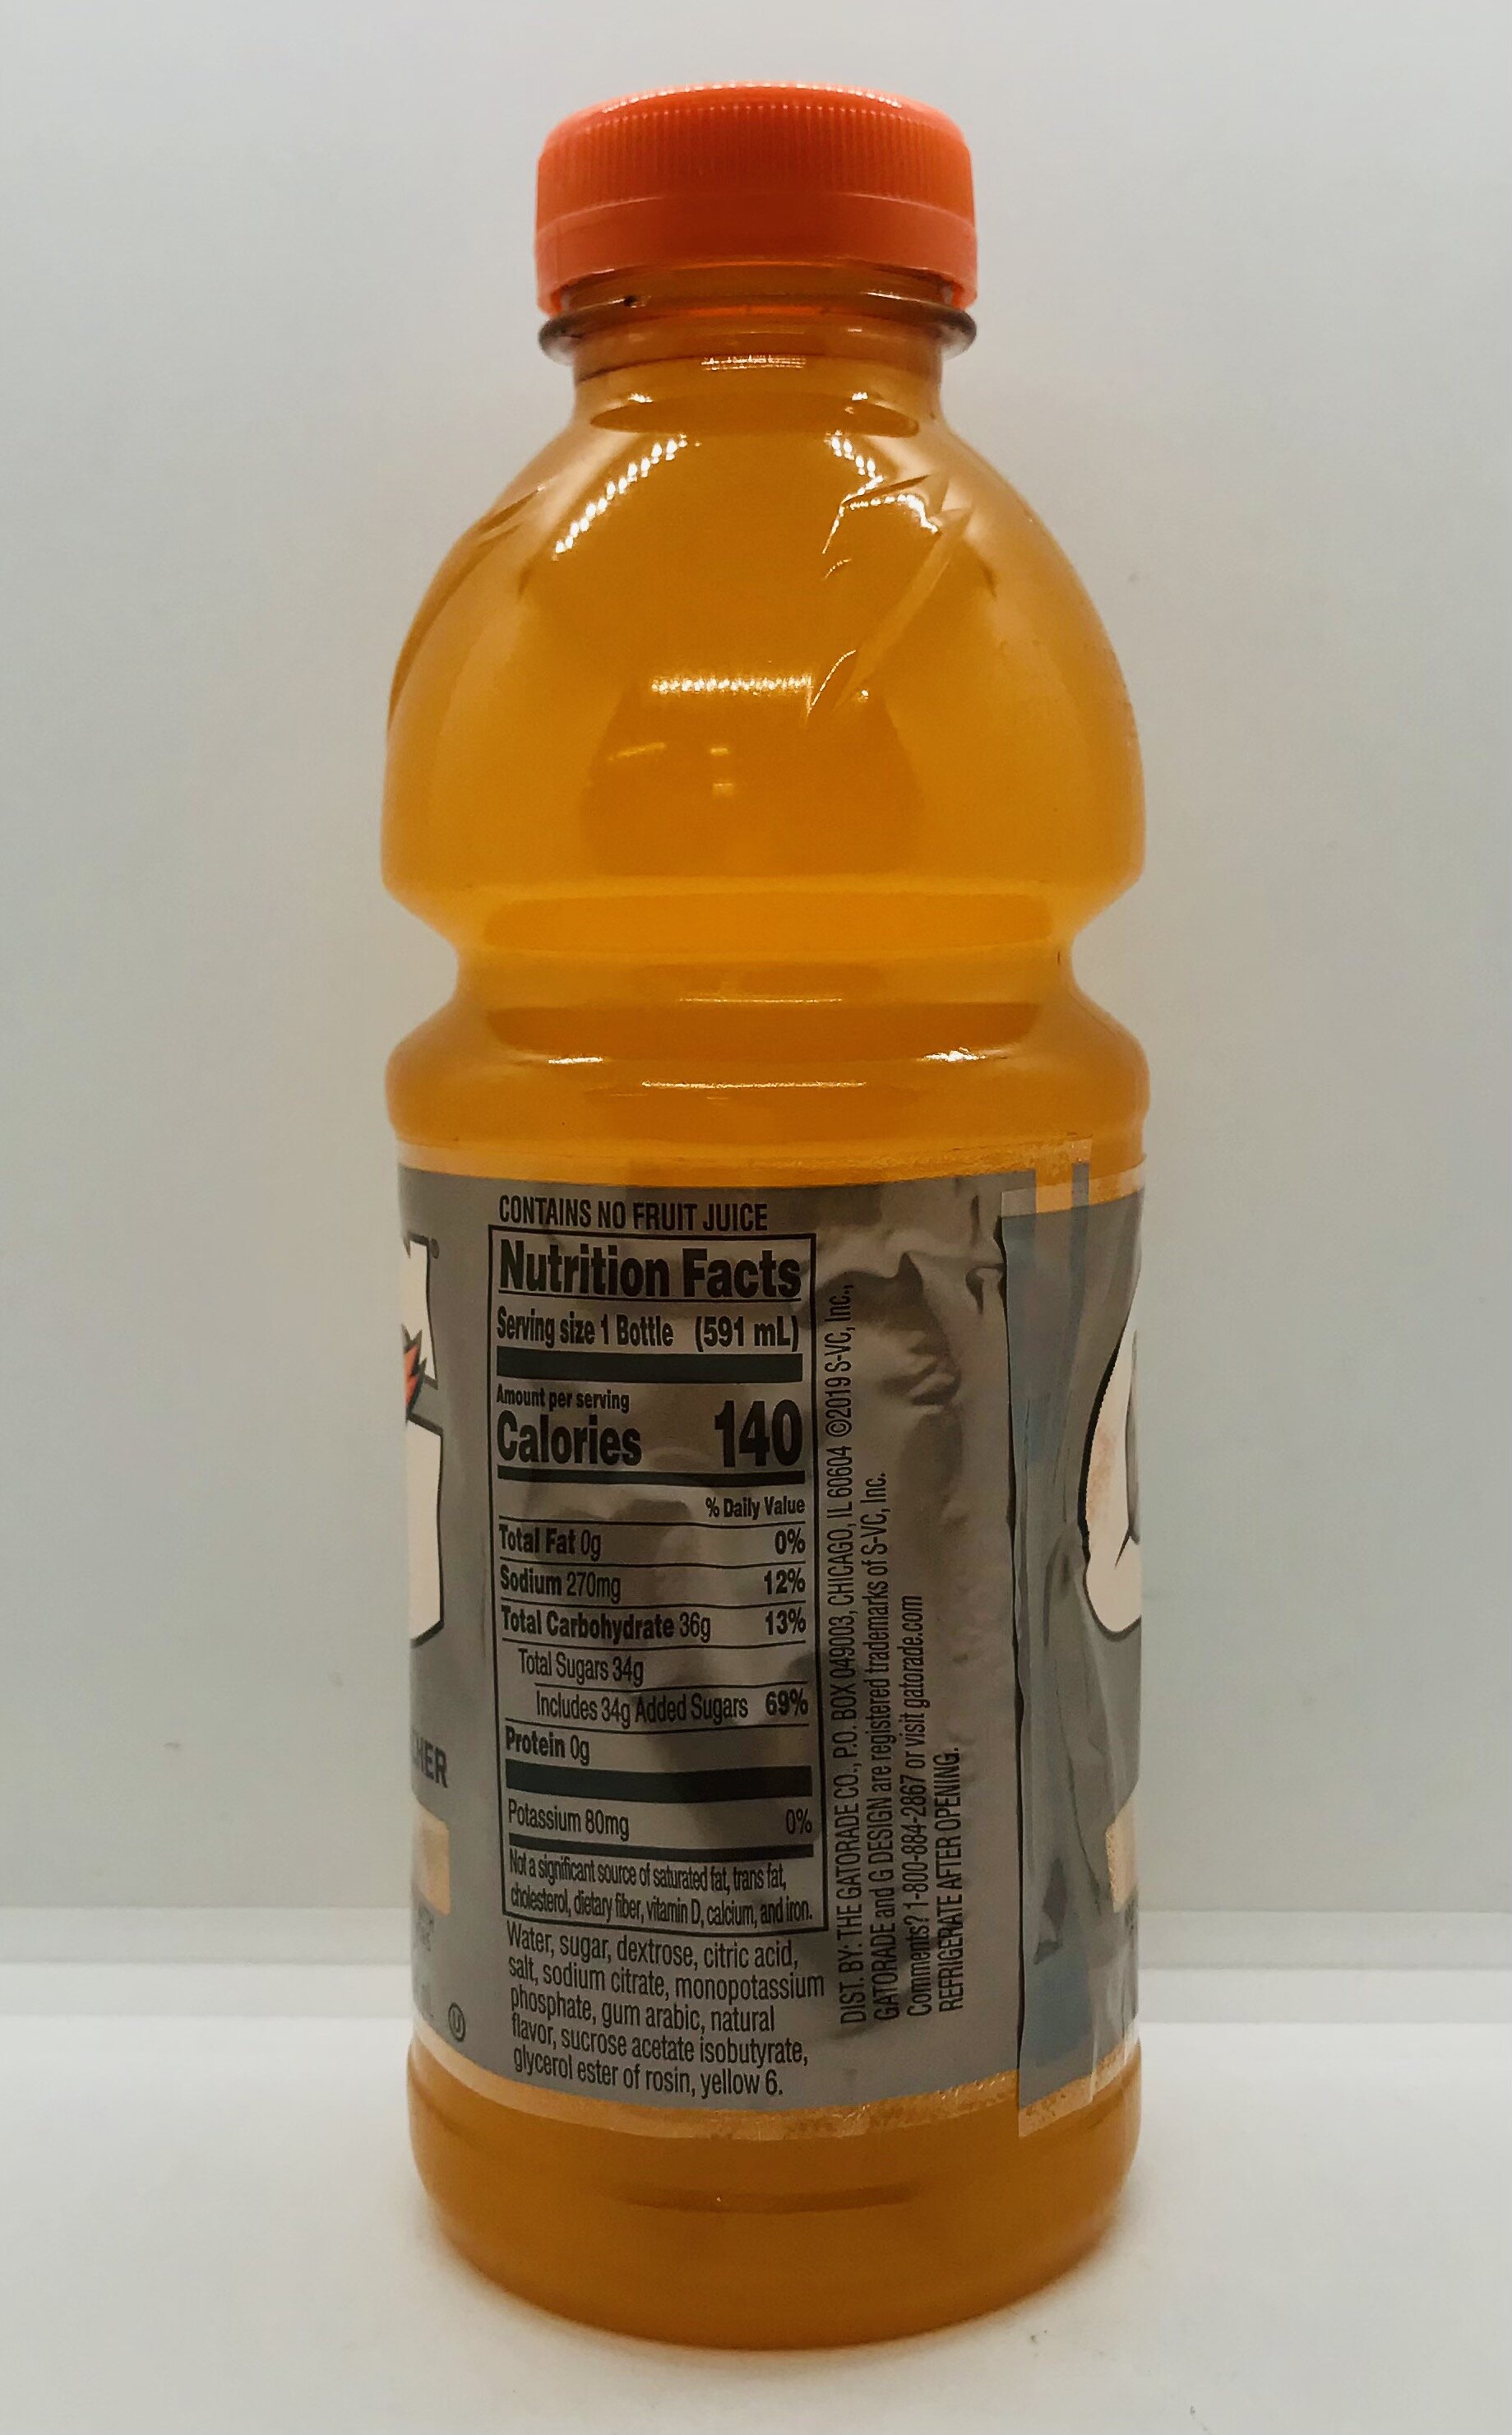 CONTAINS NO FRUIT JUICE
Nutrition Facts
Serving size 1 Bottle (591 mL)
Amount per serving
Calories 140
% Daily Value
Total Fat 0g 0%
Sodium 270mg 12%
Total Carbohydrate 36g 13%
Total Sugars 34g
Includes 34g Added Sugars 69%
Protein 0g
Potassium 80mg 0%
Not a significant source of saturated fat, trans fat,
cholesterol, dietary fiber, vitamin D, calcium, and iron.
Water, sugar, dextrose, citric acid,
salt, sodium citrate, monopotassium
phosphate, gum arabic, natural
flavor, sucrose acetate isobutyrate,
glycerol ester of rosin, yellow 6.
DIST. BY: THE GATORADE CO., P.O. BOX 049003, CHICAGO, IL 60604 ©2019 S-VC, Inc.,
GATORADE and G DESIGN are registered trademarks of S-VC, Inc.
Comments? 1-800-884-2867 or visit gatorade.com
REFRIGERATE AFTER OPENING.
HER
®
U